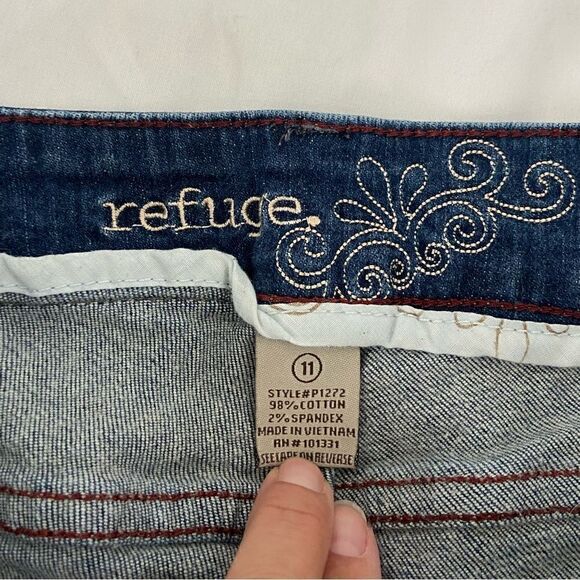 refuge.
11
STYLE#P1272
98%COTTON
2%SPANDEX
MADE IN VIETNAM
RN#101331
SEE CARE ON REVERSE